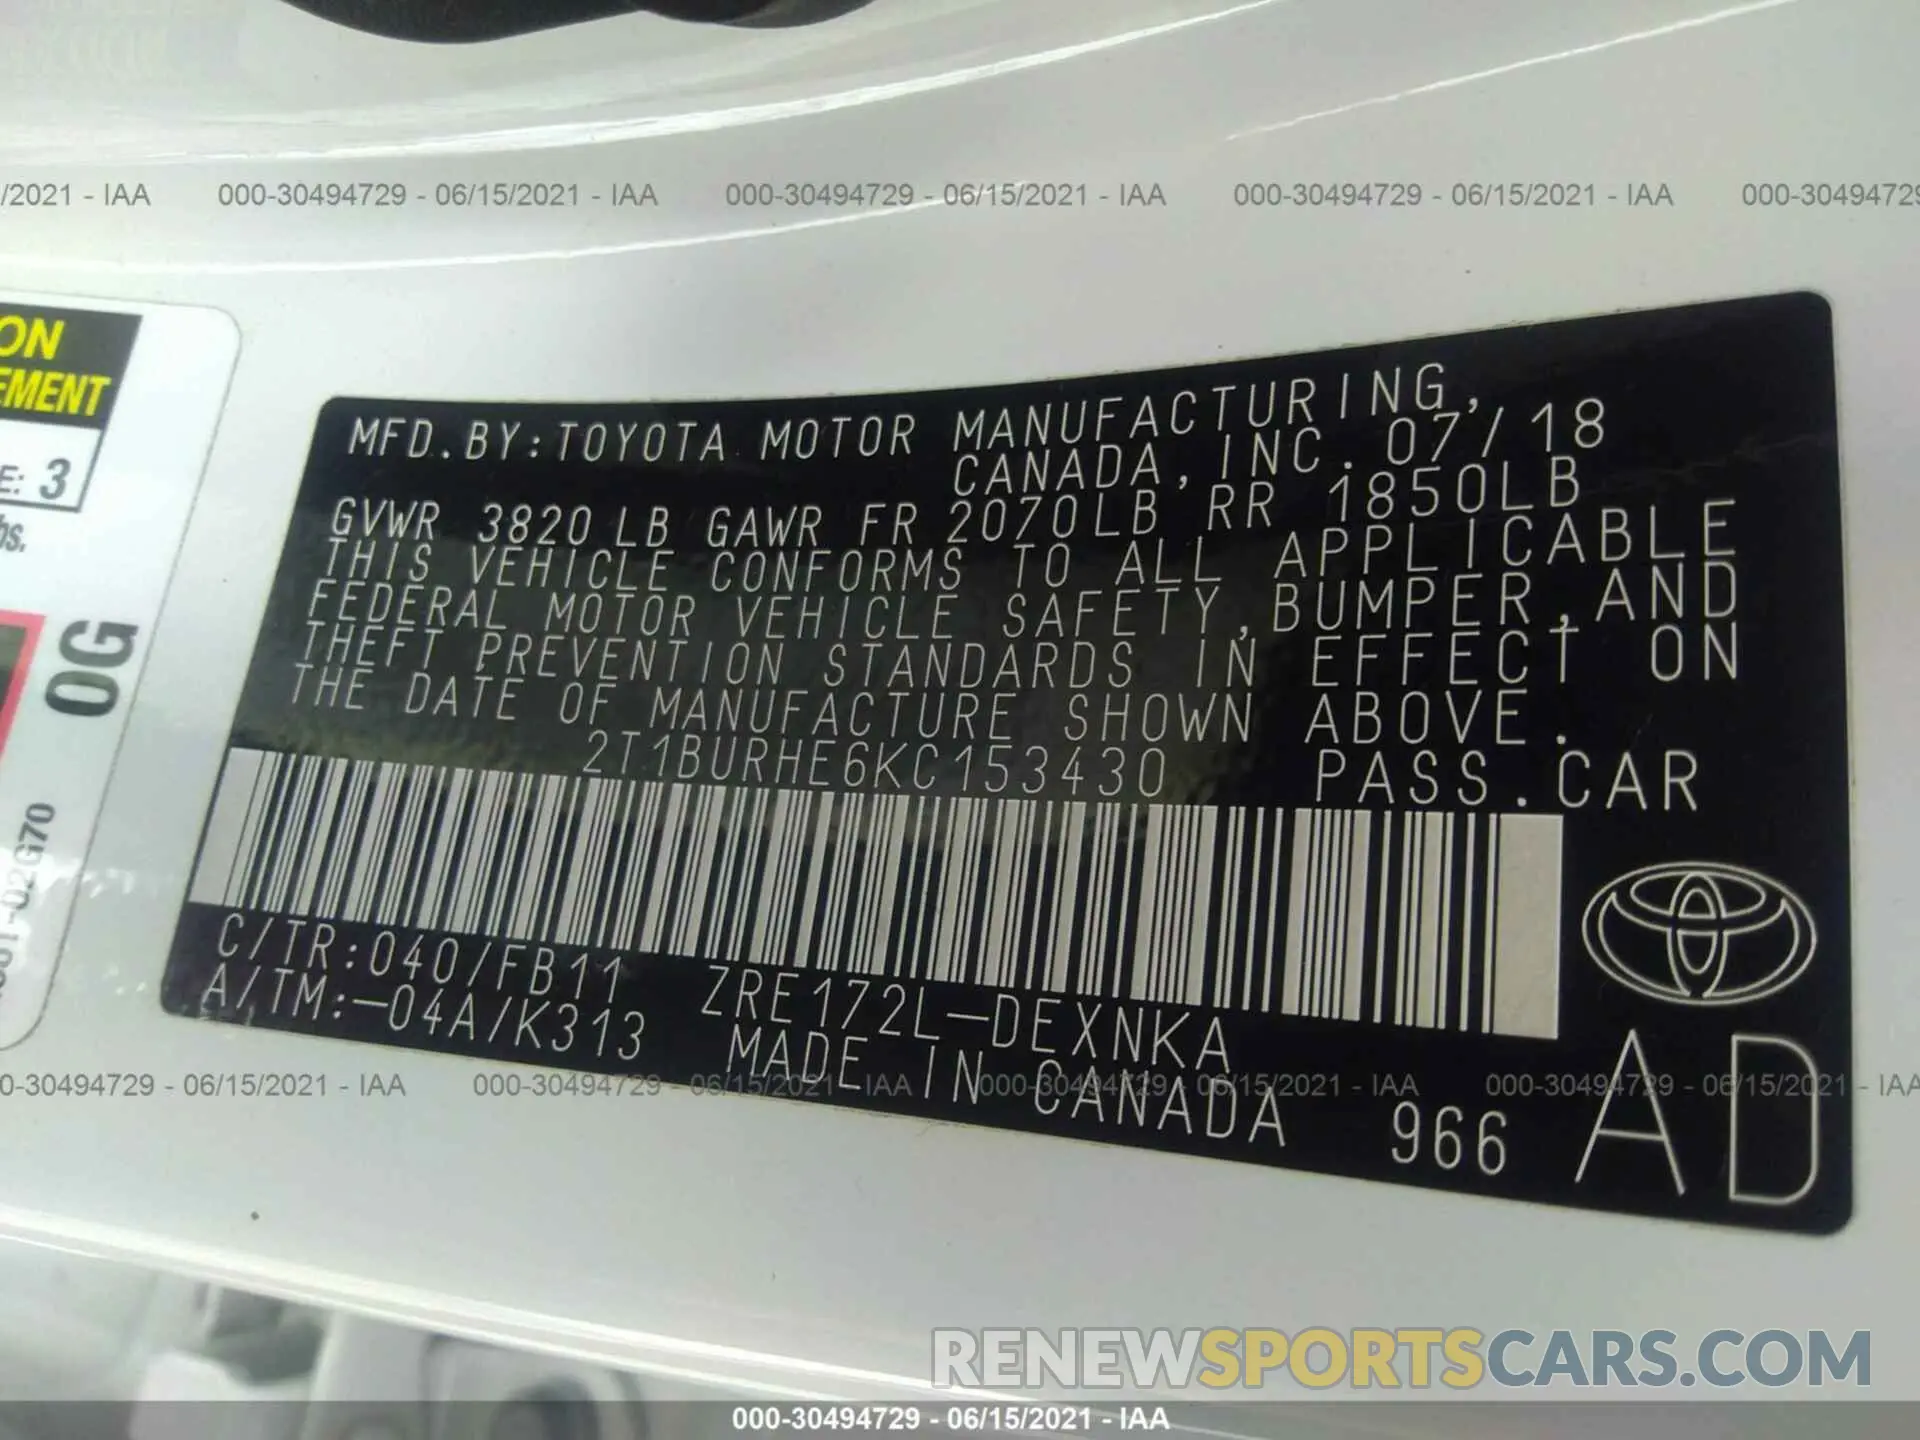 /2021 - IAA 000-30494729 - 06/15/2021 - IAA 000-30494729 - 06/15/2021 - IAA 000-30494729 - 06/15/2021 - IAA 000-3049472
ON
EMENT
E: 3
0G
-02G70
MFD.BY:TOYOTA MOTOR MANUFACTURING,
CANADA,INC. 07/18
GVWR 3820LB GAWR FR 2070LB RR 1850LB
THIS VEHICLE CONFORMS TO ALL APPLICABLE
FEDERAL MOTOR VEHICLE SAFETY,BUMPER,AND
THEFT PREVENTION STANDARDS IN EFFECT ON
THE DATE OF MANUFACTURE SHOWN ABOVE.
2T1BURHE6KC153430 PASS.CAR
C/TR:040/FB11 ZRE172L-DEXNKA
A/TM:-04A/K313 MADE IN CANADA 966 AD
0-30494729 - 06/15/2021 - IAA 000-30494729 - 06/15/2021 - IAA 000-30494729 - 06/15/2021 - IAA 000-30494729 - 06/15/2021 - IAA
RENEWSPORTSCARS.COM
000-30494729 - 06/15/2021 - IAA